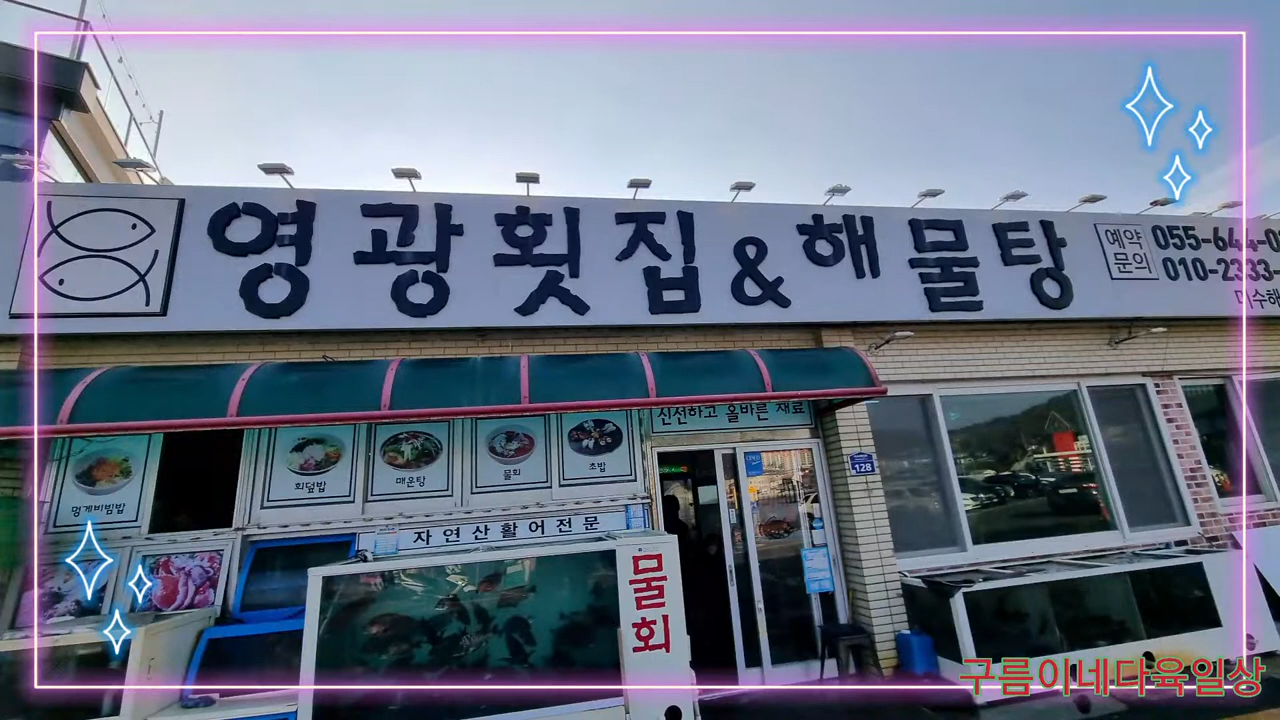 영광횟집&해물탕
예약
문의
055-644-0
010-2333-
미수해
신선하고 올바른 재료
멍게비빔밥
회덮밥
매운탕
물회
초밥
자연산활어전문
물회
128
구름이네다육일상